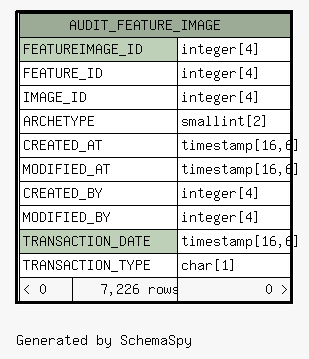 AUDIT_FEATURE_IMAGE
FEATUREIMAGE_ID integer[4]
FEATURE_ID integer[4]
IMAGE_ID integer[4]
ARCHETYPE smallint[2]
CREATED_AT timestamp[16,6]
MODIFIED_AT timestamp[16,6]
CREATED_BY integer[4]
MODIFIED_BY integer[4]
TRANSACTION_DATE timestamp[16,6]
TRANSACTION_TYPE char[1]
< 0 7,226 rows 0 >
Generated by SchemaSpy